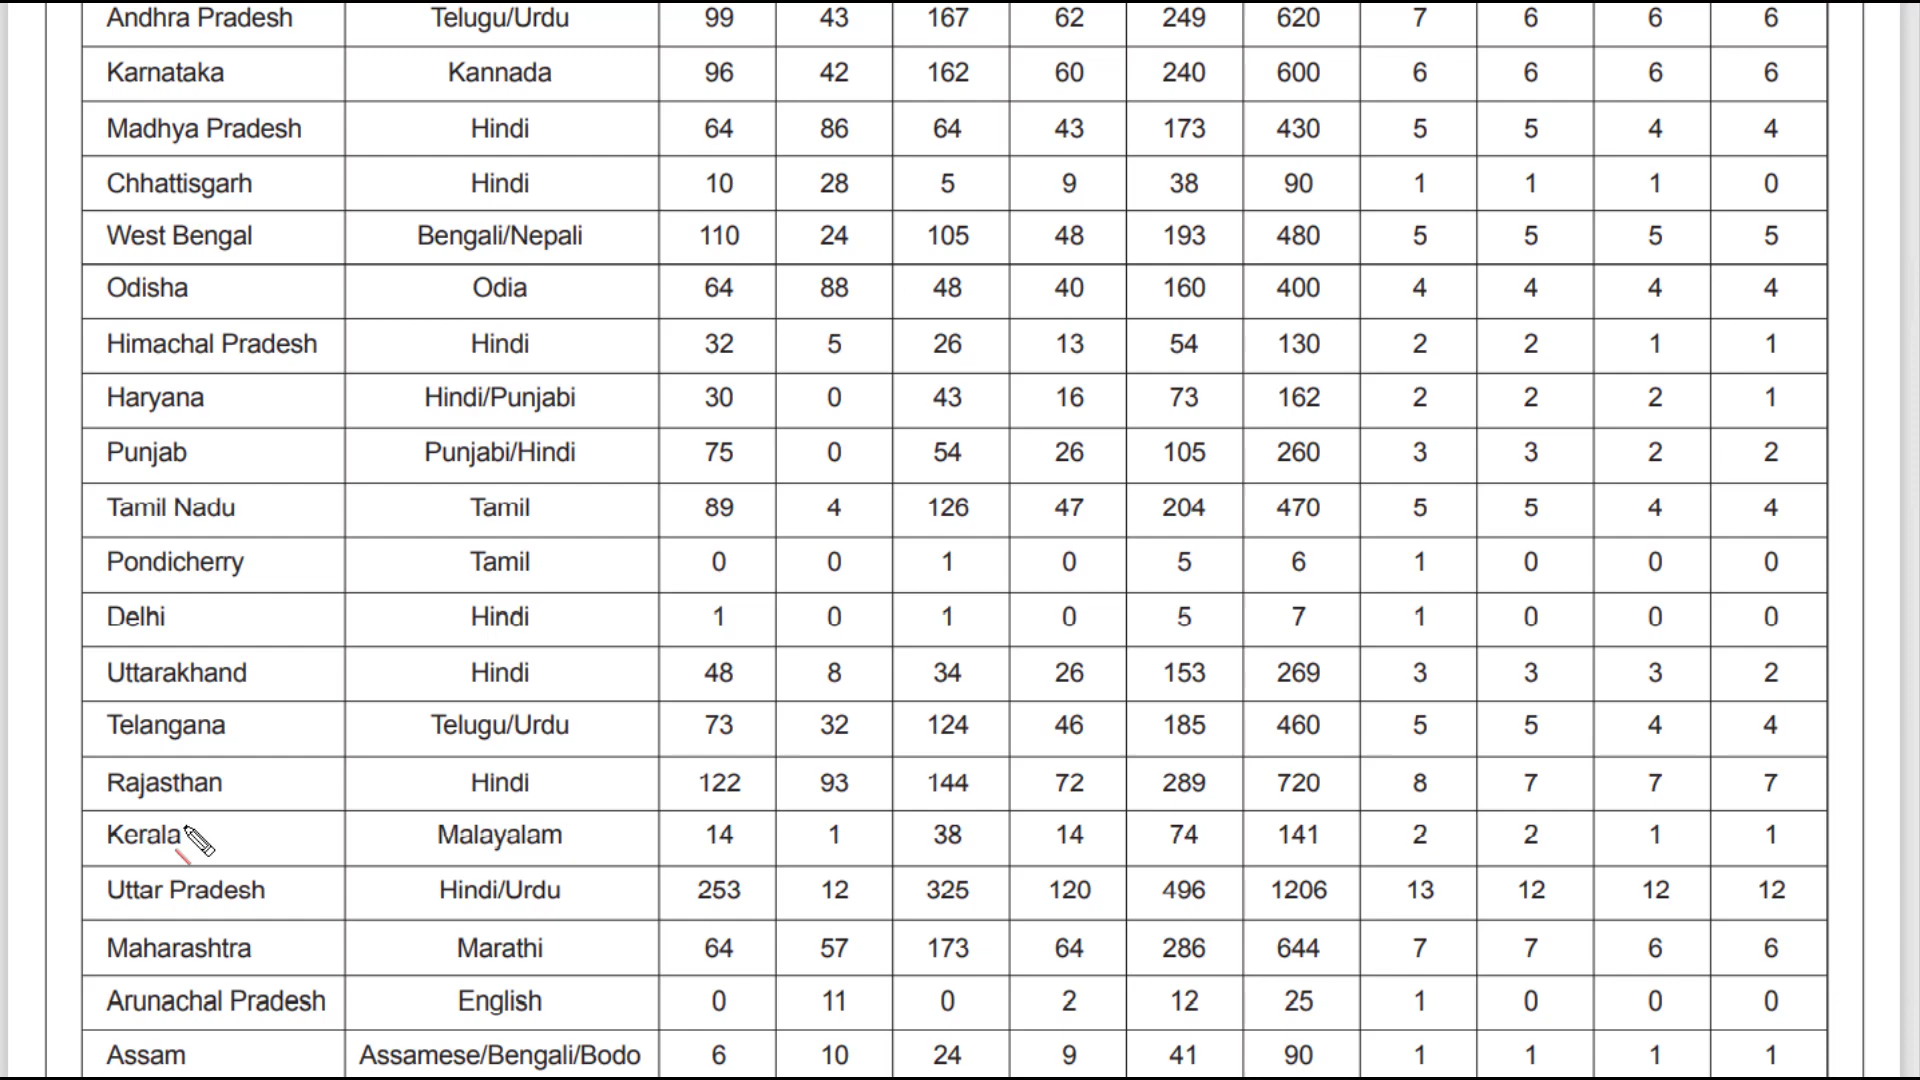 Andhra Pradesh Telugu/Urdu 99 43 167 62 249 620 7 6 6 6
Karnataka Kannada 96 42 162 60 240 600 6 6 6 6
Madhya Pradesh Hindi 64 86 64 43 173 430 5 5 4 4
Chhattisgarh Hindi 10 28 5 9 38 90 1 1 1 0
West Bengal Bengali/Nepali 110 24 105 48 193 480 5 5 5 5
Odisha Odia 64 88 48 40 160 400 4 4 4 4
Himachal Pradesh Hindi 32 5 26 13 54 130 2 2 1 1
Haryana Hindi/Punjabi 30 0 43 16 73 162 2 2 2 1
Punjab Punjabi/Hindi 75 0 54 26 105 260 3 3 2 2
Tamil Nadu Tamil 89 4 126 47 204 470 5 5 4 4
Pondicherry Tamil 0 0 1 0 5 6 1 0 0 0
Delhi Hindi 1 0 1 0 5 7 1 0 0 0
Uttarakhand Hindi 48 8 34 26 153 269 3 3 3 2
Telangana Telugu/Urdu 73 32 124 46 185 460 5 5 4 4
Rajasthan Hindi 122 93 144 72 289 720 8 7 7 7
Kerala Malayalam 14 1 38 14 74 141 2 2 1 1
Uttar Pradesh Hindi/Urdu 253 12 325 120 496 1206 13 12 12 12
Maharashtra Marathi 64 57 173 64 286 644 7 7 6 6
Arunachal Pradesh English 0 11 0 2 12 25 1 0 0 0
Assam Assamese/Bengali/Bodo 6 10 24 9 41 90 1 1 1 1